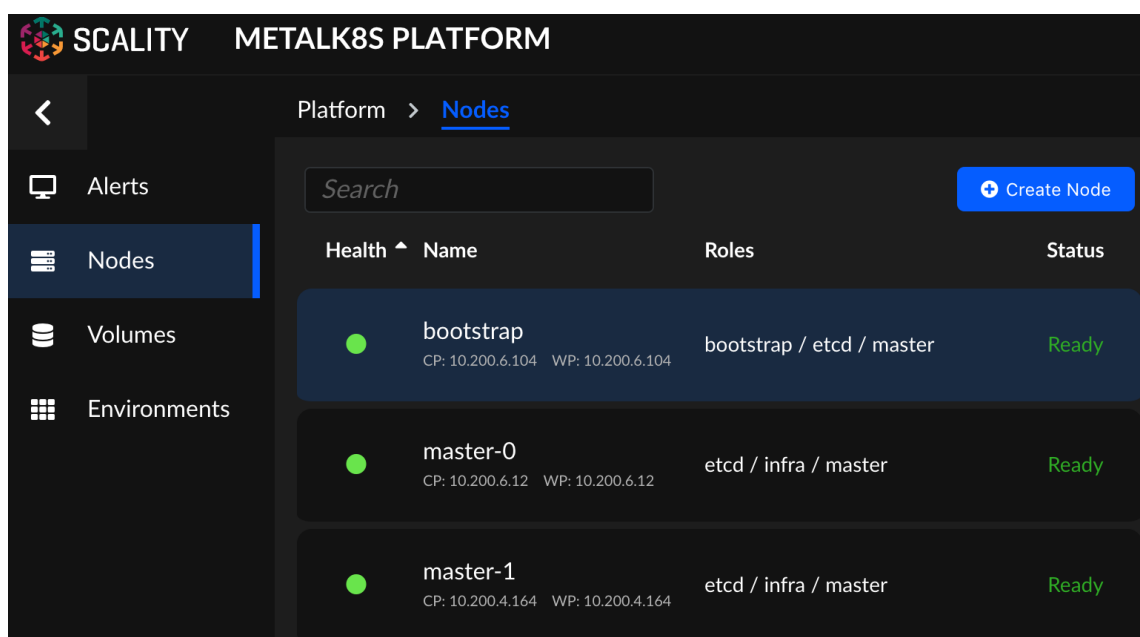 SCALITY METALK8S PLATFORM
Platform > Nodes
Alerts
Nodes
Volumes
Environments
Search
Create Node
Health Name Roles Status
bootstrap
CP: 10.200.6.104 WP: 10.200.6.104
bootstrap / etcd / master
Ready
master-0
CP: 10.200.6.12 WP: 10.200.6.12
etcd / infra / master
Ready
master-1
CP: 10.200.4.164 WP: 10.200.4.164
etcd / infra / master
Ready